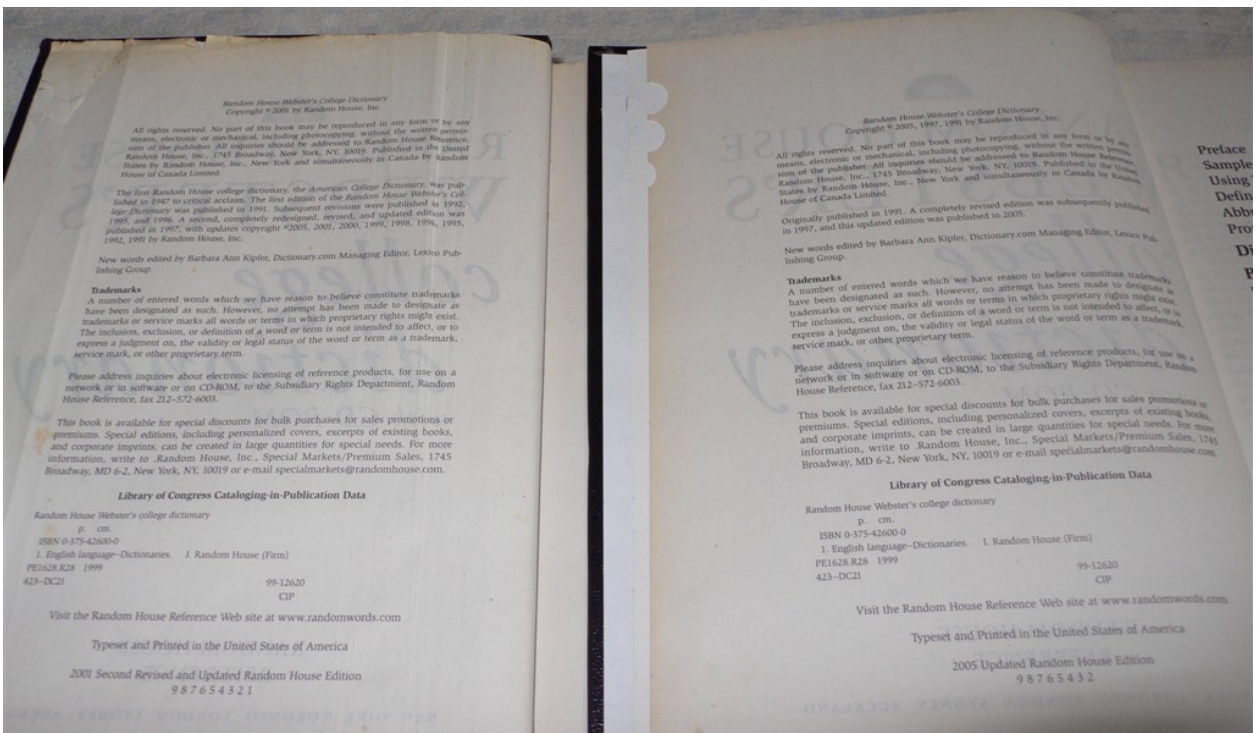 Random House Webster's College Dictionary
Copyright © 2001 by Random House, Inc.
All rights reserved. No part of this book may be reproduced in any form or by any
means, electronic or mechanical, including photocopying, without the written permis-
sion of the publisher. All inquiries should be addressed to Random House Reference,
Random House, Inc., 1745 Broadway, New York, NY, 10019. Published in the United
States by Random House, Inc., New York and simultaneously in Canada by Random
House of Canada Limited.
The first Random House college dictionary, the American College Dictionary, was pub-
lished in 1947 to critical acclaim. The first edition of the Random House Webster's Col-
lege Dictionary was published in 1991. Subsequent revisions were published in 1992,
1995, and 1996. A second, completely redesigned, revised, and updated edition was
published in 1997, with updates copyright ©2005, 2001, 2000, 1999, 1998, 1996, 1995,
1992, 1991 by Random House, Inc.
New words edited by Barbara Ann Kipfer, Dictionary.com Managing Editor, Lexico Pub-
lishing Group.
Trademarks
A number of entered words which we have reason to believe constitute trademarks
have been designated as such. However, no attempt has been made to designate as
trademarks or service marks all words or terms in which proprietary rights might exist.
The inclusion, exclusion, or definition of a word or term is not intended to affect, or to
express a judgment on, the validity or legal status of the word or term as a trademark,
service mark, or other proprietary term.
Please address inquiries about electronic licensing of reference products, for use on a
network or in software or on CD-ROM, to the Subsidiary Rights Department, Random
House Reference, fax 212–572–6003.
This book is available for special discounts for bulk purchases for sales promotions or
premiums. Special editions, including personalized covers, excerpts of existing books,
and corporate imprints, can be created in large quantities for special needs. For more
information, write to .Random House, Inc., Special Markets/Premium Sales, 1745
Broadway, MD 6-2, New York, NY, 10019 or e-mail specialmarkets@randomhouse.com.
Library of Congress Cataloging-in-Publication Data
Random House Webster's college dictionary
p. cm.
ISBN 0-375-42600-0
1. English language–Dictionaries. I. Random House (Firm)
PE1628.R28 1999
423--DC21 99-12620
CIP
Visit the Random House Reference Web site at www.randomwords.com
Typeset and Printed in the United States of America
2001 Second Revised and Updated Random House Edition
9 8 7 6 5 4 3 2 1
Random House Webster's College Dictionary
Copyright © 2005, 1997, 1991 by Random House, Inc.
All rights reserved. No part of this book may be reproduced in any form or by any
means, electronic or mechanical, including photocopying, without the written permis-
sion of the publisher. All inquiries should be addressed to Random House Reference,
Random House, Inc., 1745 Broadway, New York, NY, 10019. Published in the United
States by Random House, Inc., New York and simultaneously in Canada by Random
House of Canada Limited.
Originally published in 1991. A completely revised edition was subsequently published
in 1997, and this updated edition was published in 2005.
New words edited by Barbara Ann Kipfer, Dictionary.com Managing Editor, Lexico Pub-
lishing Group.
Trademarks
A number of entered words which we have reason to believe constitute trademarks
have been designated as such. However, no attempt has been made to designate as
trademarks or service marks all words or terms in which proprietary rights might exist.
The inclusion, exclusion, or definition of a word or term is not intended to affect, or to
express a judgment on, the validity or legal status of the word or term as a trademark,
service mark, or other proprietary term.
Please address inquiries about electronic licensing of reference products, for use on a
network or in software or on CD-ROM, to the Subsidiary Rights Department, Random
House Reference, fax 212–572–6003.
This book is available for special discounts for bulk purchases for sales promotions or
premiums. Special editions, including personalized covers, excerpts of existing books,
and corporate imprints, can be created in large quantities for special needs. For more
information, write to .Random House, Inc., Special Markets/Premium Sales, 1745
Broadway, MD 6-2, New York, NY, 10019 or e-mail specialmarkets@randomhouse.com.
Library of Congress Cataloging-in-Publication Data
Random House Webster's college dictionary
p. cm.
ISBN 0-375-42600-0
1. English language–Dictionaries. I. Random House (Firm)
PE1628.R28 1999
423--DC21 99-12620
CIP
Visit the Random House Reference Web site at www.randomwords.com
Typeset and Printed in the United States of America
2005 Updated Random House Edition
9 8 7 6 5 4 3 2
Preface
Sample
Using
Defin
Abb
Pro
Di